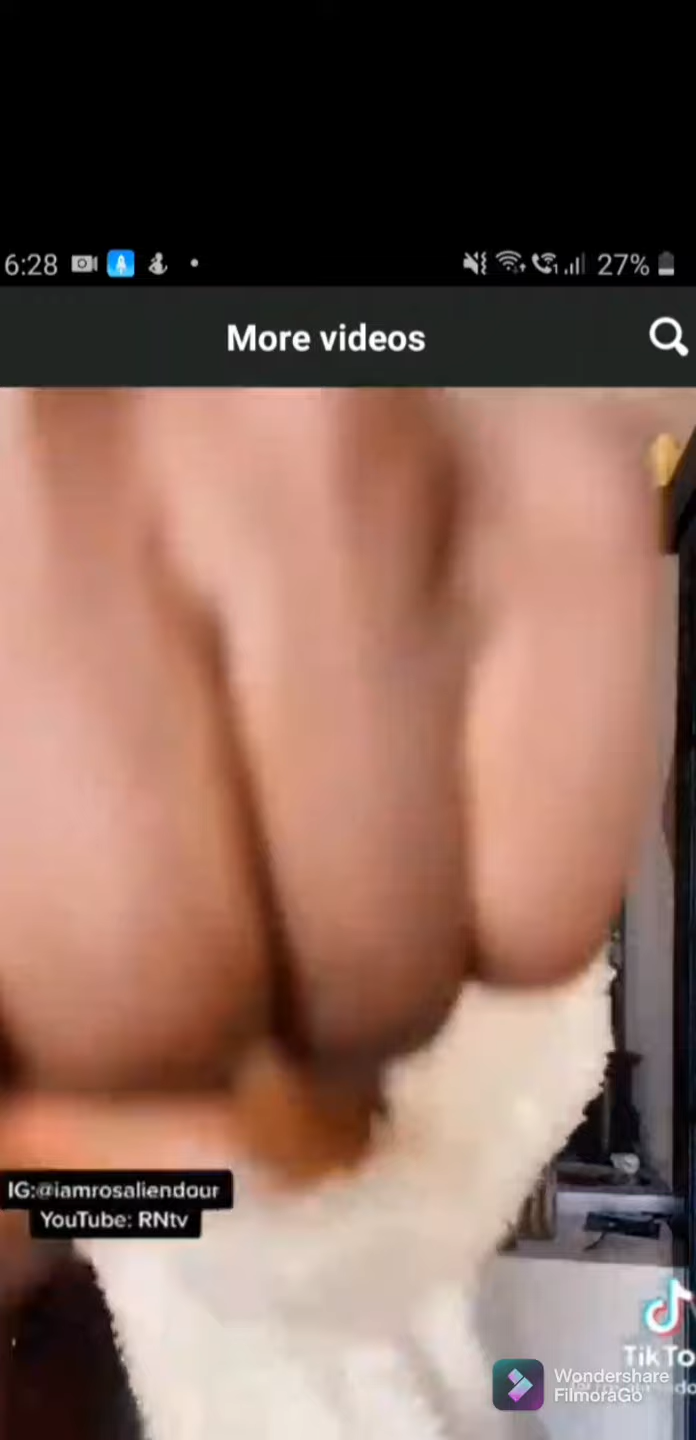 6:28
27%
More videos
IG:@iamrosaliendour
YouTube: RNtv
TikTo
Wondershare
FilmoraGo